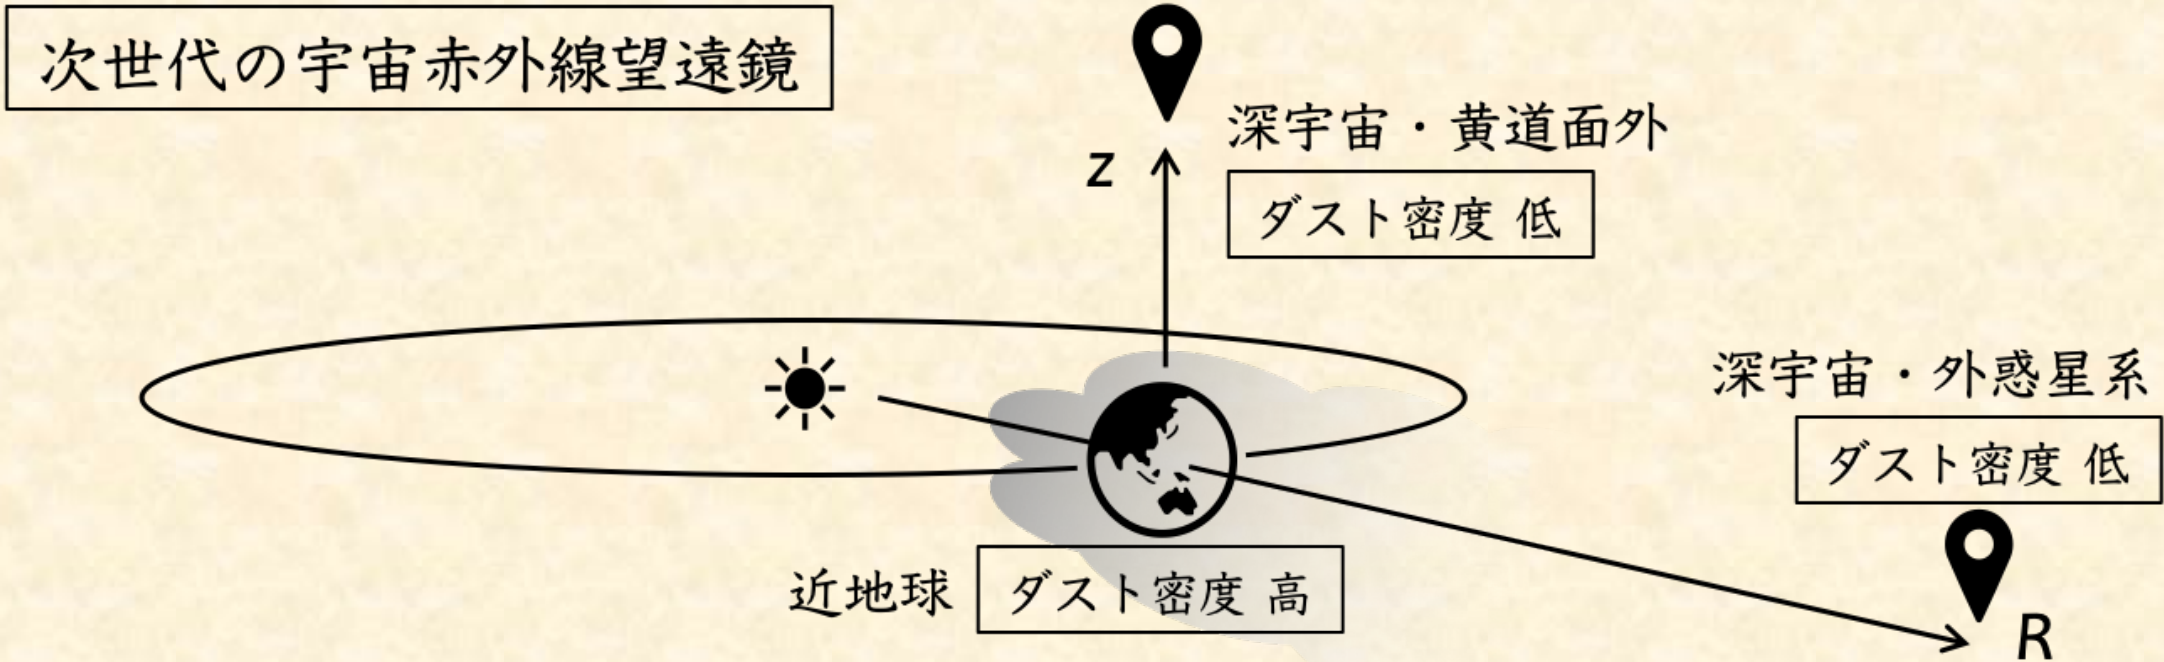 次世代の宇宙赤外線望遠鏡
深宇宙・黄道面外
Z
ダスト密度 低
深宇宙・外惑星系
ダスト密度 低
近地球
ダスト密度 高
R